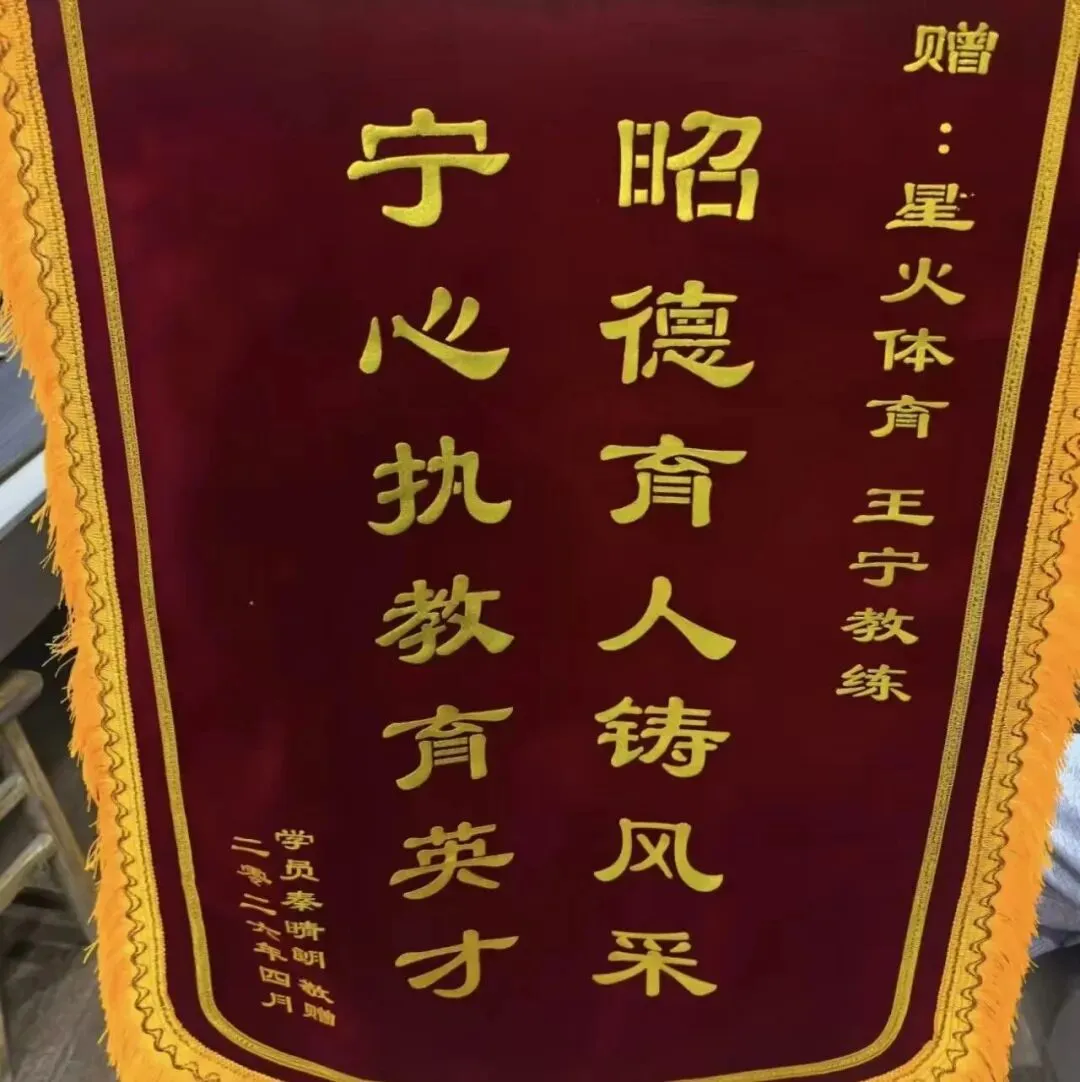 赠：星火体育 王宁教练
昭德育人铸风采
宁心执教育英才
学员秦晴朗 敬赠
二零二六年四月